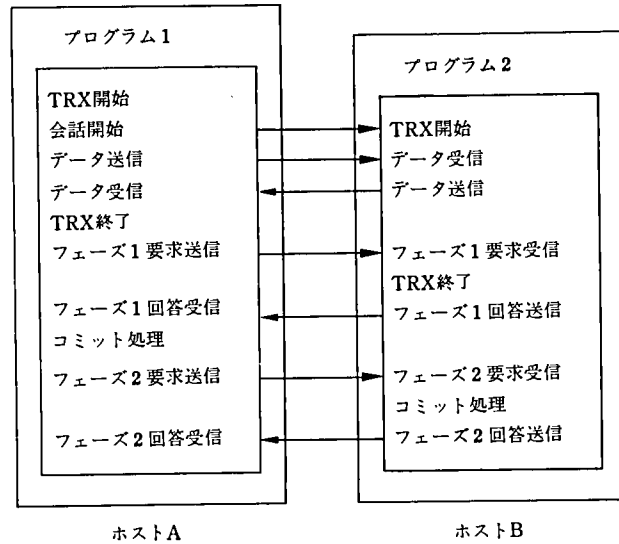 プログラム1
TRX開始
会話開始
データ送信
データ受信
TRX終了
フェーズ1要求送信
フェーズ1回答受信
コミット処理
フェーズ2要求送信
フェーズ2回答受信
ホストA
プログラム2
TRX開始
データ受信
データ送信
フェーズ1要求受信
TRX終了
フェーズ1回答送信
フェーズ2要求受信
コミット処理
フェーズ2回答送信
ホストB